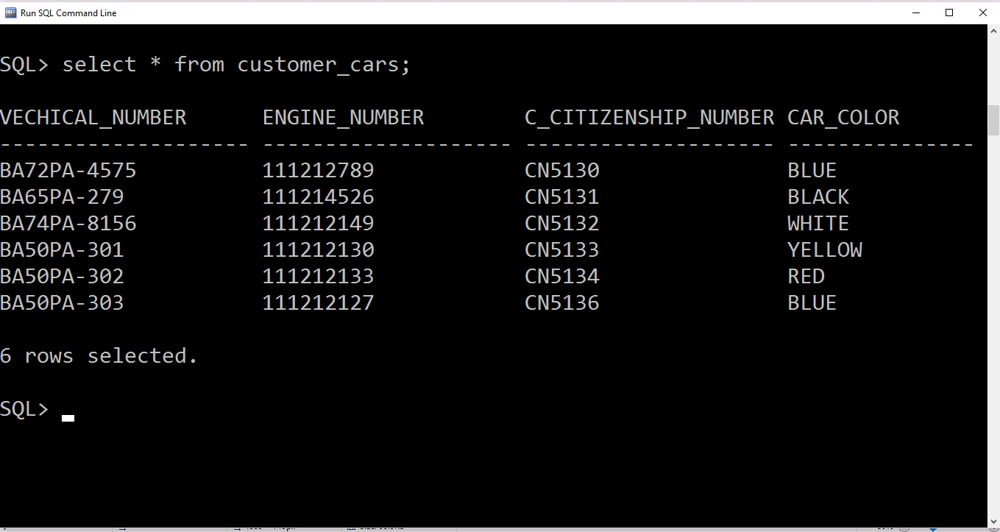 Run SQL Command Line
SQL> select * from customer_cars;
VECHICAL_NUMBER ENGINE_NUMBER C_CITIZENSHIP_NUMBER CAR_COLOR
-------------------- -------------------- -------------------- ---------------
BA72PA-4575 111212789 CN5130 BLUE
BA65PA-279 111214526 CN5131 BLACK
BA74PA-8156 111212149 CN5132 WHITE
BA50PA-301 111212130 CN5133 YELLOW
BA50PA-302 111212133 CN5134 RED
BA50PA-303 111212127 CN5136 BLUE
6 rows selected.
SQL>